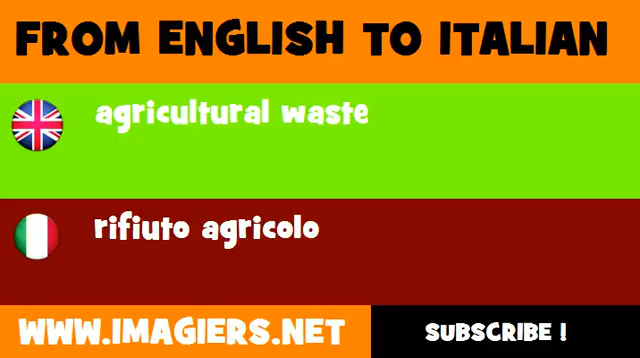 FROM ENGLISH TO ITALIAN
agricultural waste
rifiuto agricolo
WWW.IMAGIERS.NET
SUBSCRIBE !